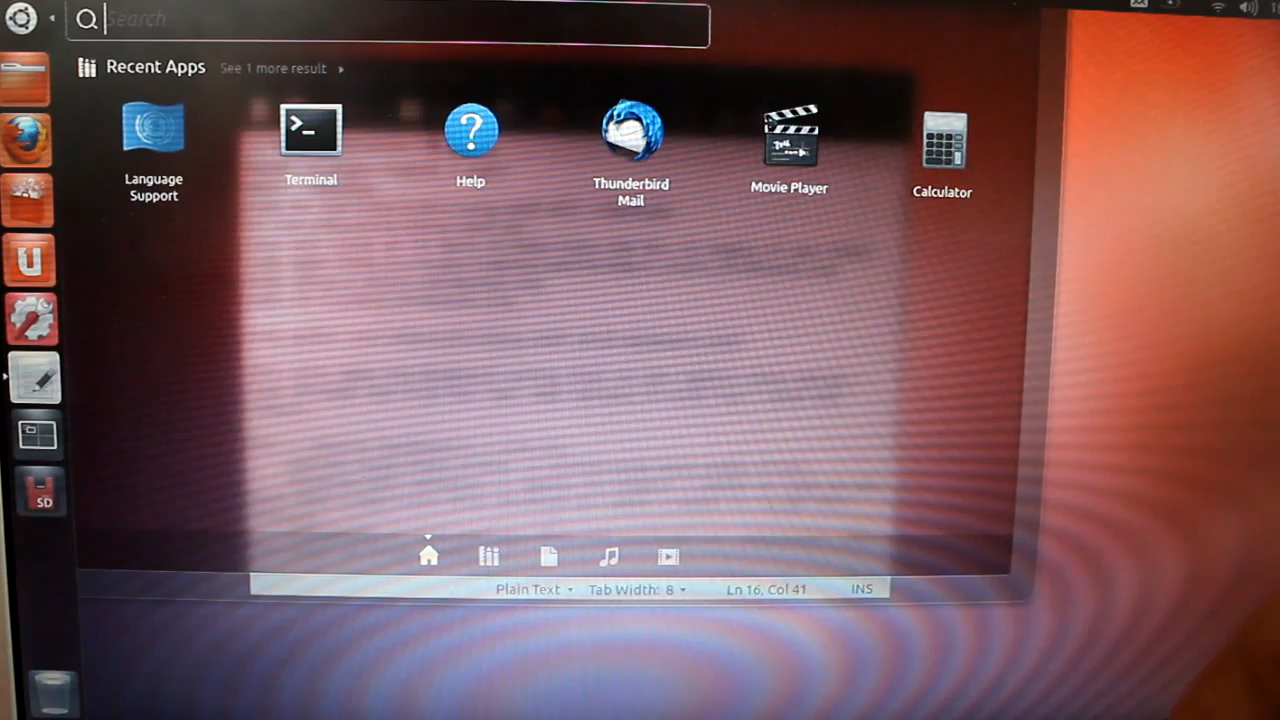 Search
Recent Apps See 1 more result
Language
Support
Terminal
Help
Thunderbird
Mail
Movie Player
Calculator
U
SD
Plain Text Tab Width: 8 Ln 16, Col 41 INS